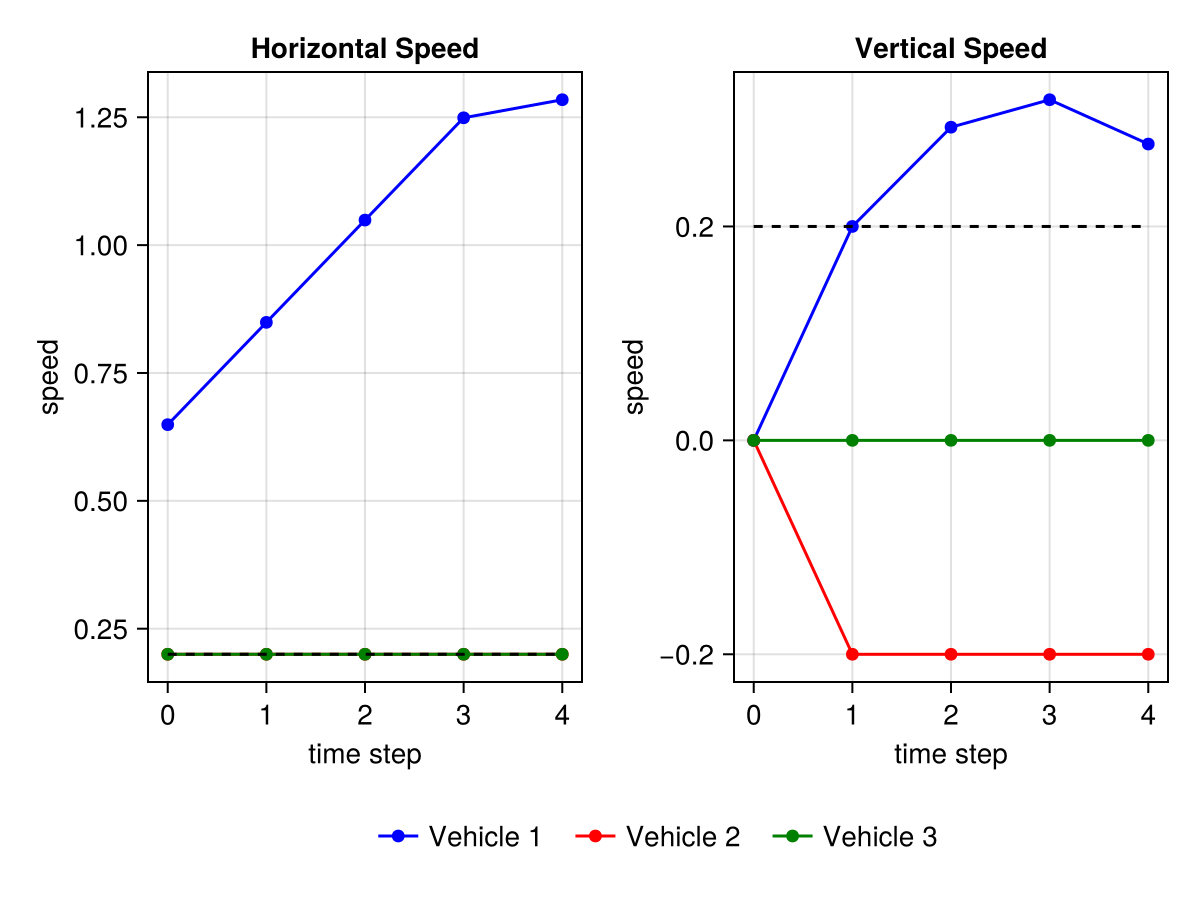 Horizontal Speed
Vertical Speed
speed
1.25
1.00
0.75
0.50
0.25
0 1 2 3 4
time step
speed
0.2
0.0
−0.2
0 1 2 3 4
time step
Vehicle 1 Vehicle 2 Vehicle 3